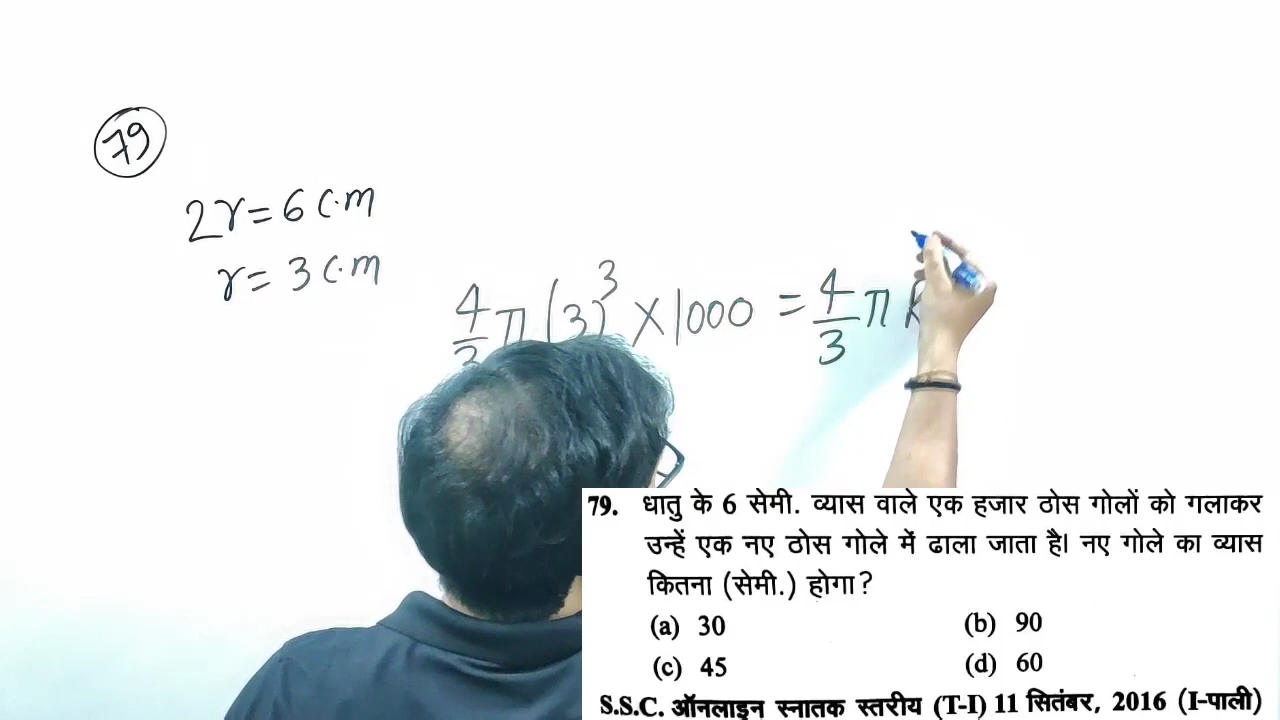 79
2r = 6 c.m
r = 3 c.m
4/3 π (3)³ × 1000 = 4/3 π
79. धातु के 6 सेमी. व्यास वाले एक हजार ठोस गोलों को गलाकर
उन्हें एक नए ठोस गोले में ढाला जाता है। नए गोले का व्यास
कितना (सेमी.) होगा?
(a) 30 (b) 90
(c) 45 (d) 60
S.S.C. ऑनलाइन स्नातक स्तरीय (T-I) 11 सितंबर, 2016 (I-पाली)